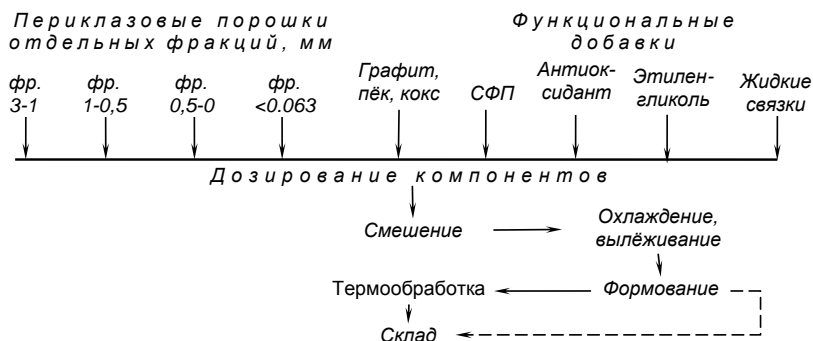 Периклазовые порошки
отдельных фракций, мм
Функциональные
добавки
фр.
3-1
фр.
1-0,5
фр.
0,5-0
фр.
<0.063
Графит,
пёк, кокс
СФП
Антиок-
сидант
Этилен-
гликоль
Жидкие
связки
Дозирование компонентов
Смешение
Охлаждение,
вылёживание
Термообработка
Формование
Склад